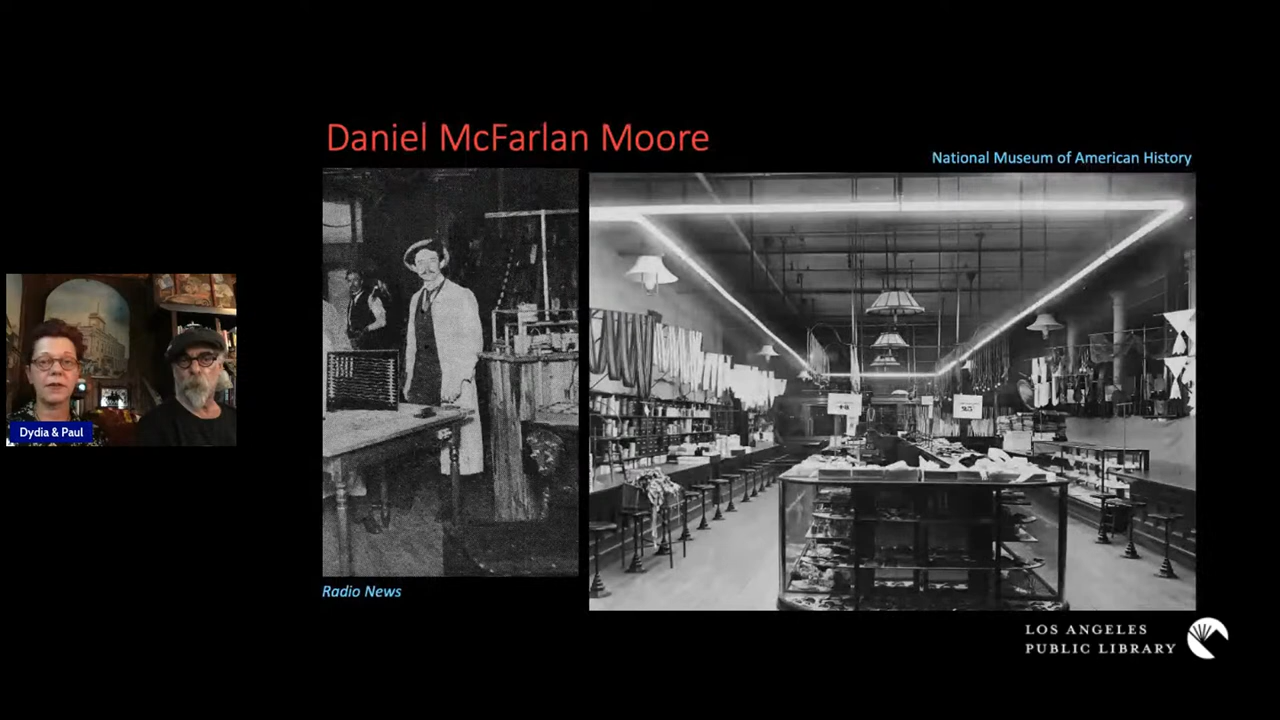 Daniel McFarlan Moore
National Museum of American History
Dydia & Paul
Radio News
LOS ANGELES
PUBLIC LIBRARY